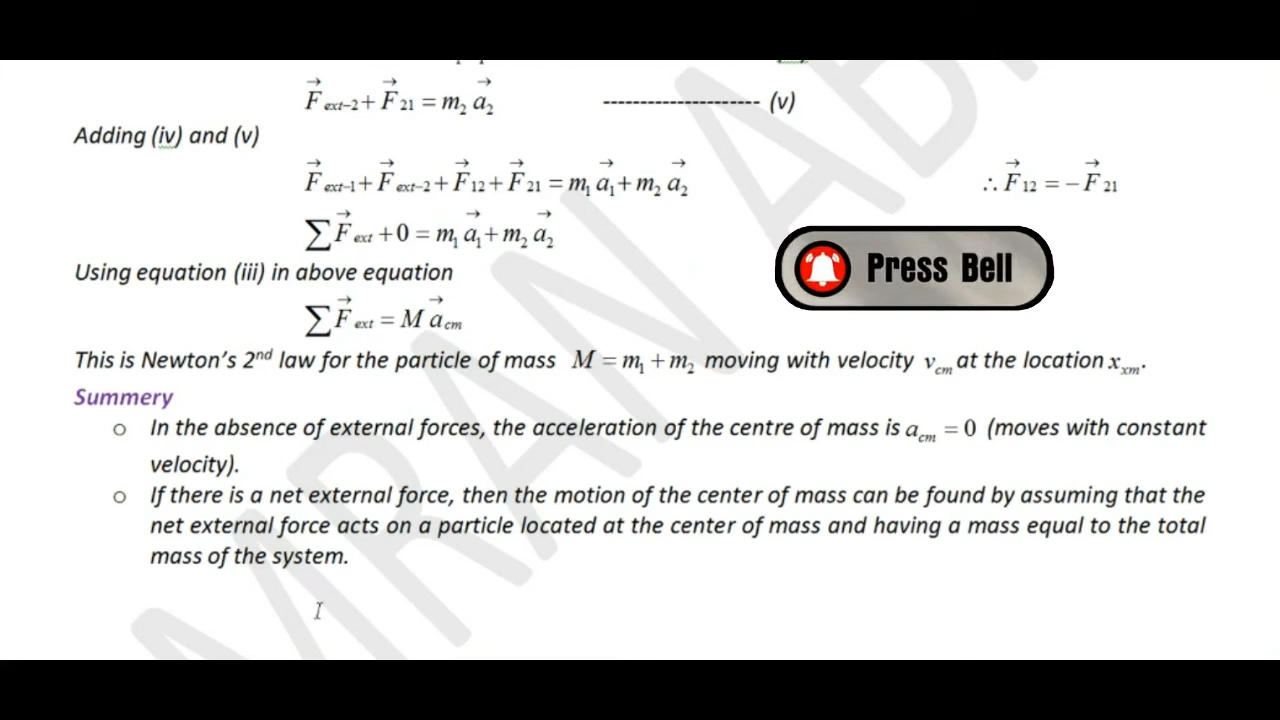 F⃗ ext–2 + F⃗ 21 = m₂ a⃗₂ --------------------- (v)
Adding (iv) and (v)
F⃗ ext–1 + F⃗ ext–2 + F⃗ 12 + F⃗ 21 = m₁ a⃗₁ + m₂ a⃗₂ ∴ F⃗ 12 = – F⃗ 21
∑ F⃗ ext + 0 = m₁ a⃗₁ + m₂ a⃗₂
Press Bell
Using equation (iii) in above equation
∑ F⃗ ext = M a⃗ cm
This is Newton's 2nd law for the particle of mass M = m₁ + m₂ moving with velocity v cm at the location x xm.
Summery
o In the absence of external forces, the acceleration of the centre of mass is a cm = 0 (moves with constant
velocity).
o If there is a net external force, then the motion of the center of mass can be found by assuming that the
net external force acts on a particle located at the center of mass and having a mass equal to the total
mass of the system.